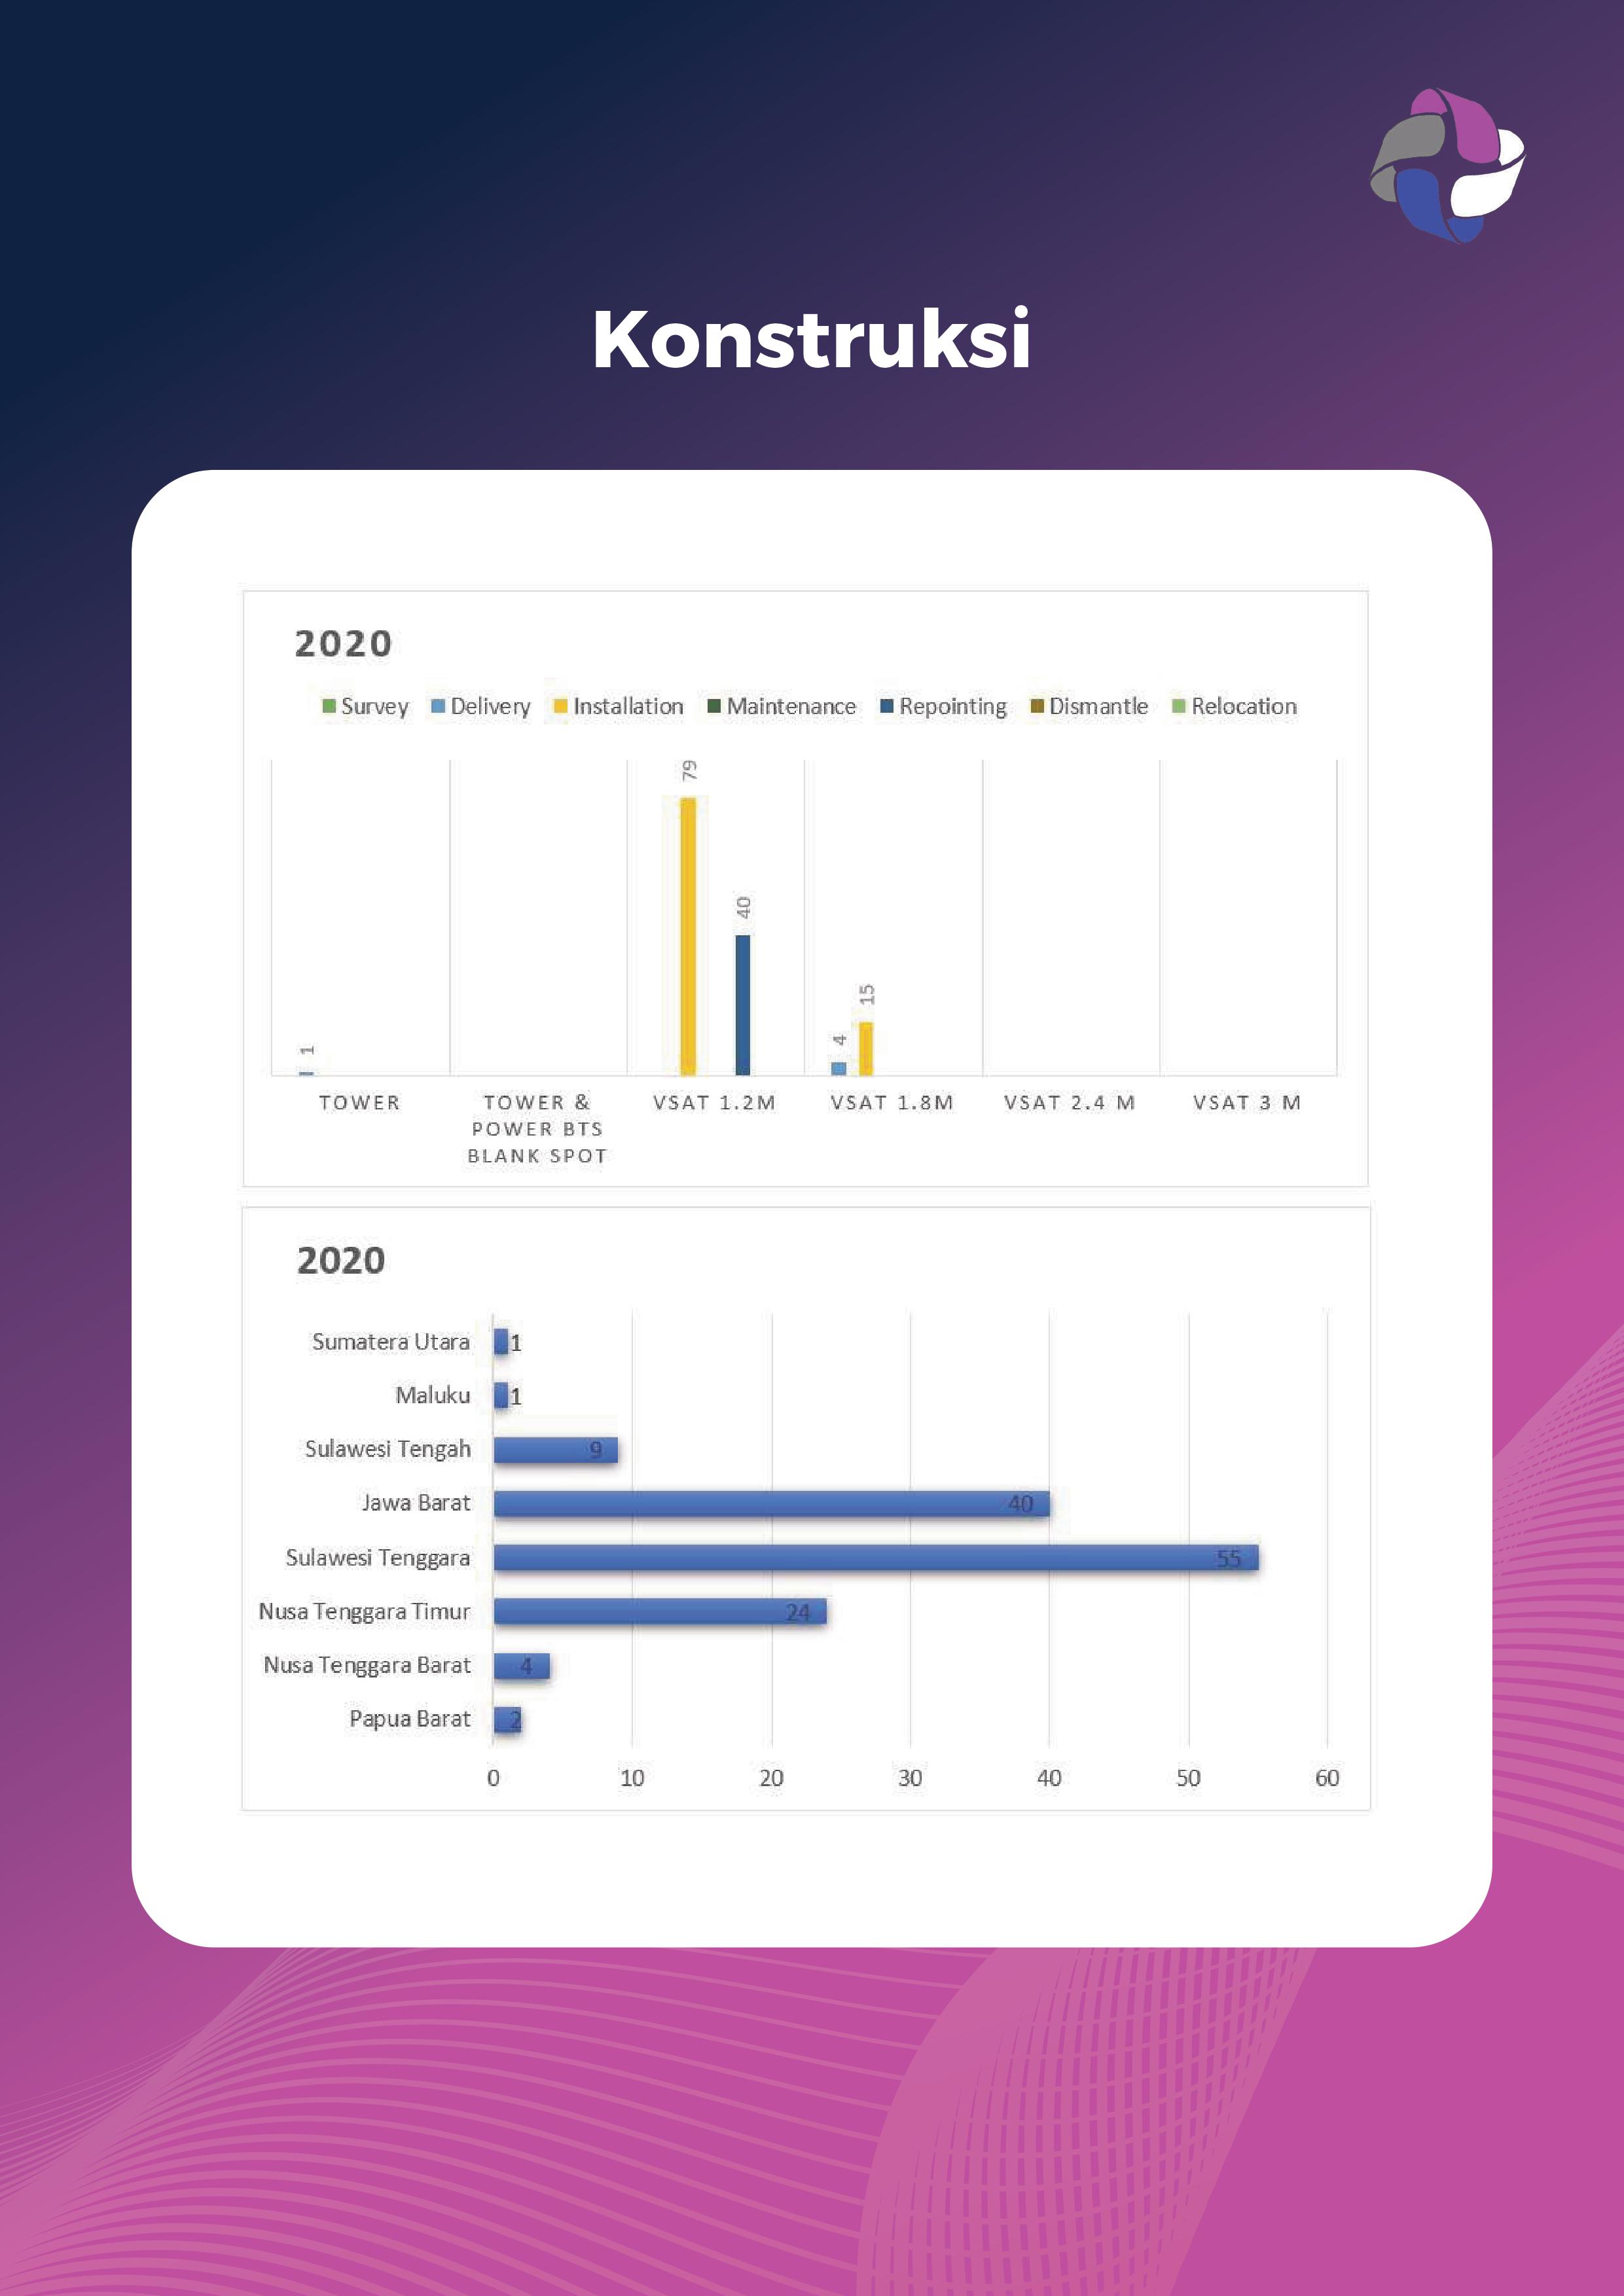 Konstruksi
2020
Survey Delivery Installation Maintenance Repointing Dismantle Relocation
79
40
15
4
1
TOWER TOWER & VSAT 1.2M VSAT 1.8M VSAT 2.4 M VSAT 3 M
POWER BTS
BLANK SPOT
2020
Sumatera Utara 1
Maluku 1
Sulawesi Tengah 9
Jawa Barat 40
Sulawesi Tenggara 55
Nusa Tenggara Timur 24
Nusa Tenggara Barat 4
Papua Barat 2
0 10 20 30 40 50 60